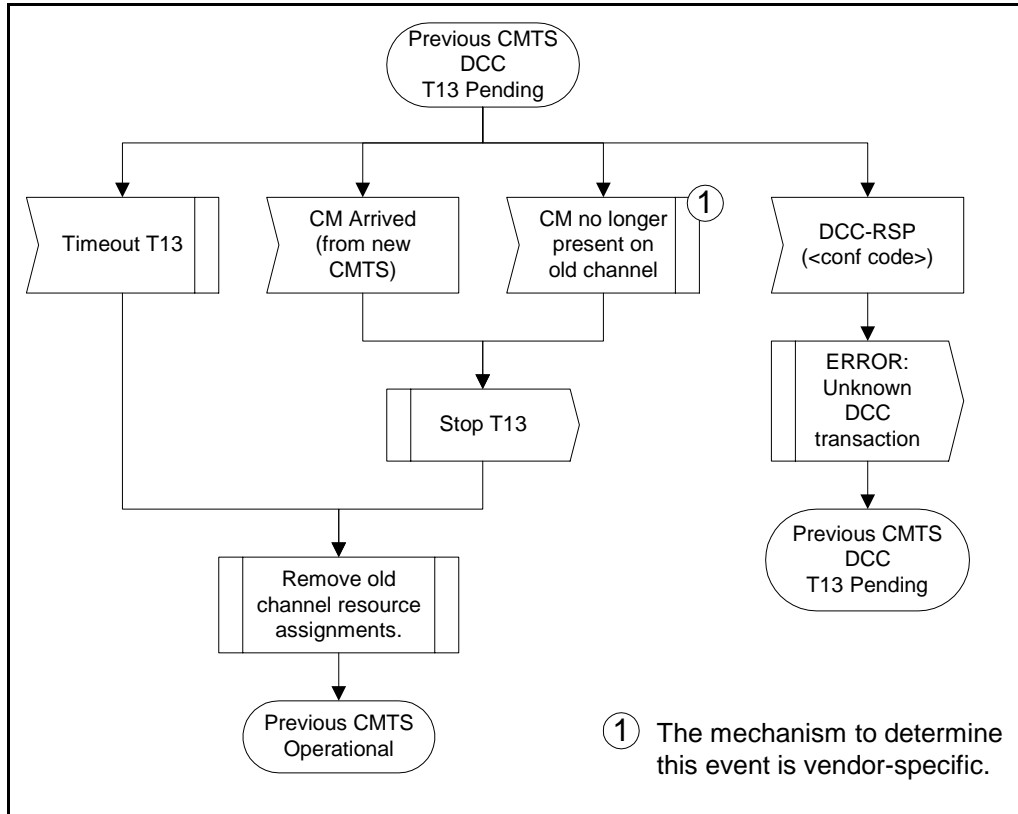 Previous CMTS
DCC
T13 Pending
Timeout T13
CM Arrived
(from new
CMTS)
CM no longer
present on
old channel
1
DCC-RSP
(<conf code>)
ERROR:
Unknown
DCC
transaction
Stop T13
Previous CMTS
DCC
T13 Pending
Remove old
channel resource
assignments.
Previous CMTS
Operational
1 The mechanism to determine
this event is vendor-specific.